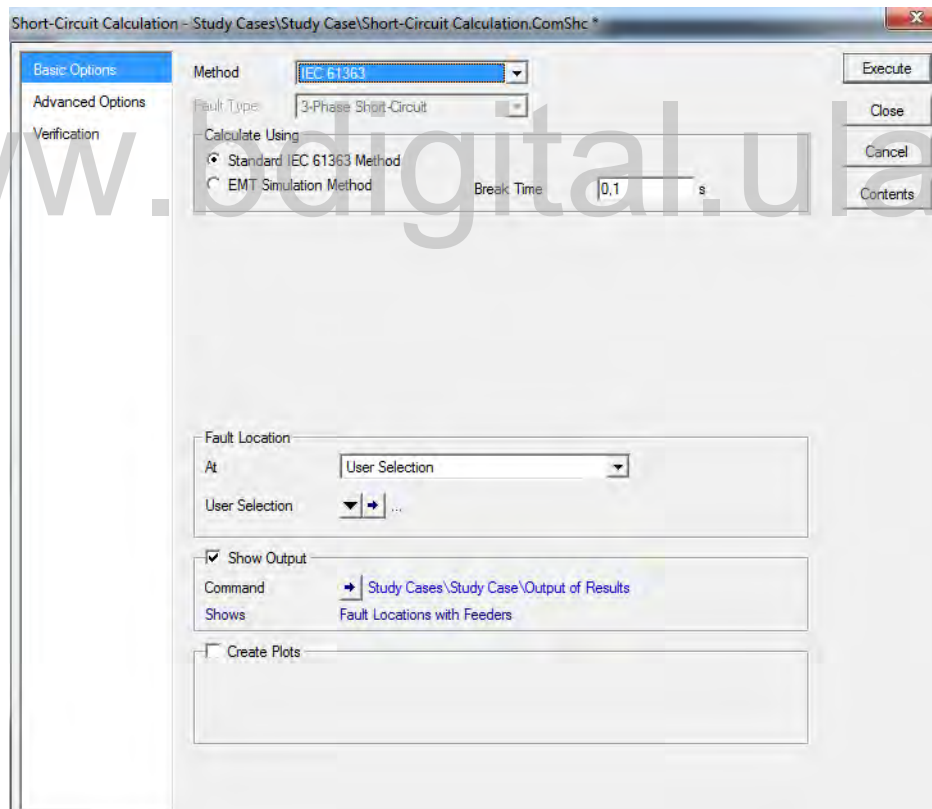 Short-Circuit Calculation - Study Cases\Study Case\Short-Circuit Calculation.ComShc *
Basic Options
Advanced Options
Verification
Method IEC 61363
Fault Type 3-Phase Short-Circuit
Calculate Using
Standard IEC 61363 Method
EMT Simulation Method
Break Time 0,1 s
Fault Location
At User Selection
User Selection ...
Show Output
Command Study Cases\Study Case\Output of Results
Shows Fault Locations with Feeders
Create Plots
Execute
Close
Cancel
Contents
w.bdigital.ula